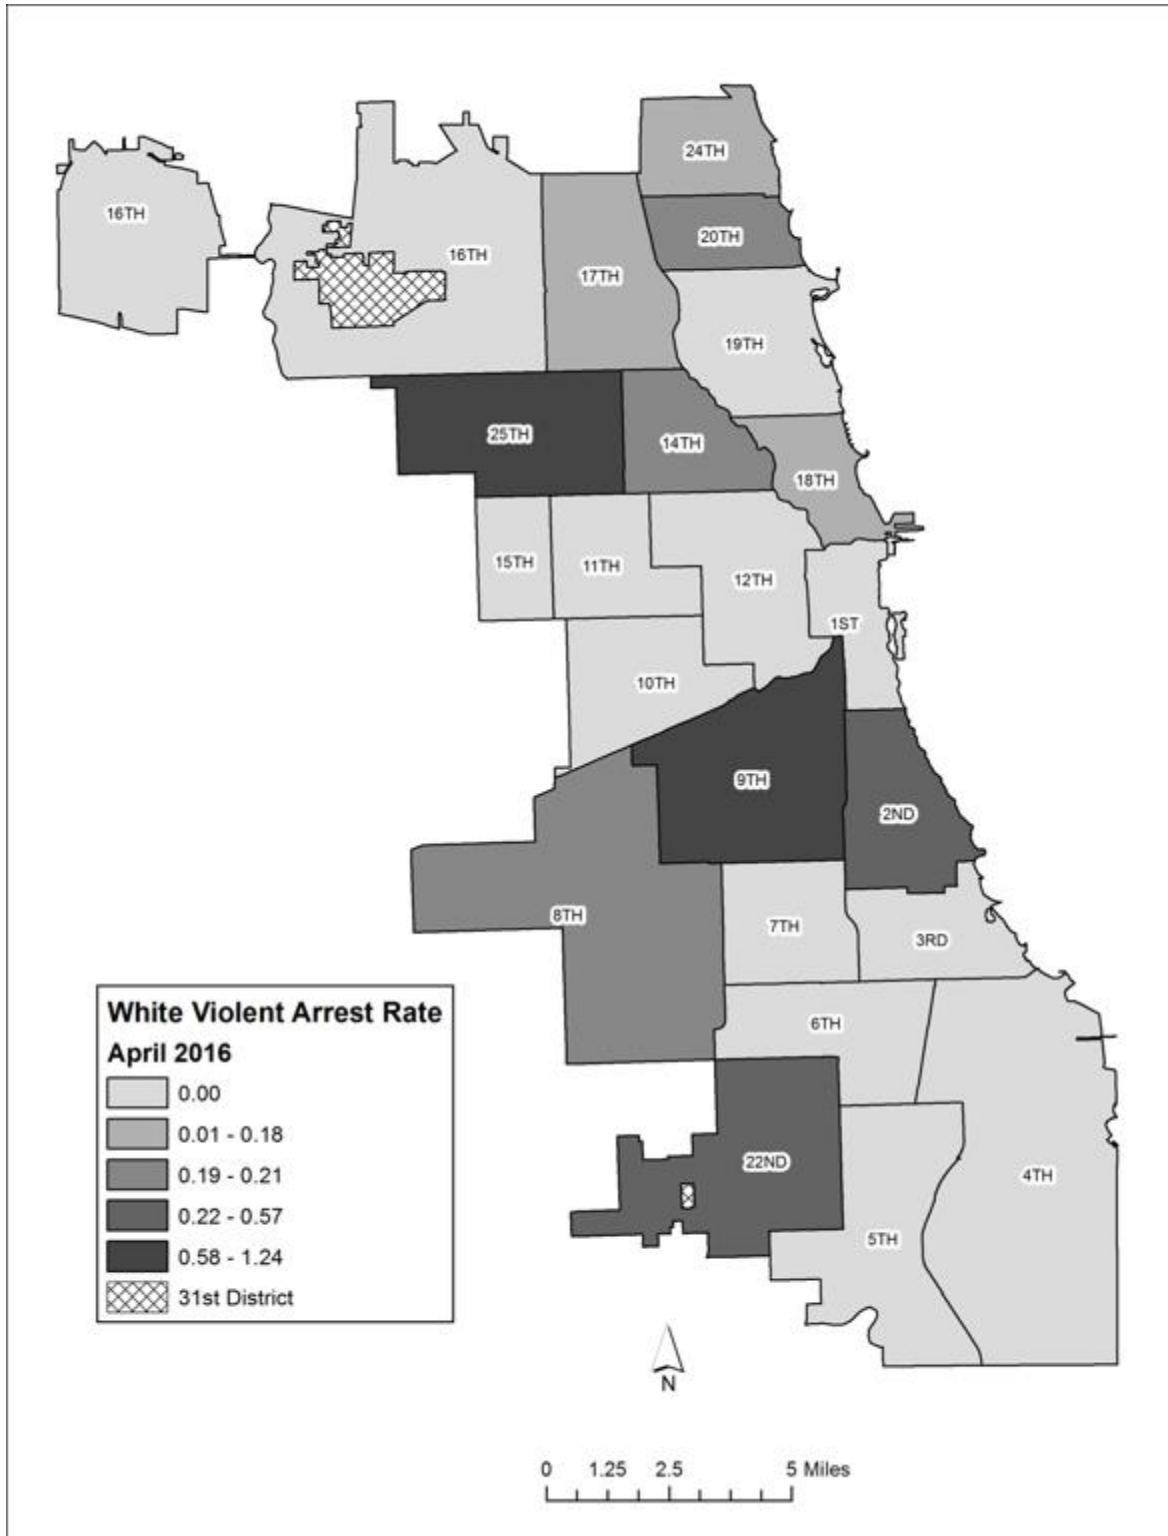 24TH
16TH
20TH
16TH
17TH
19TH
25TH
14TH
18TH
15TH
11TH
12TH
1ST
10TH
9TH
2ND
8TH
7TH
3RD
6TH
22ND
4TH
5TH
White Violent Arrest Rate
April 2016
0.00
0.01 - 0.18
0.19 - 0.21
0.22 - 0.57
0.58 - 1.24
31st District
N
0 1.25 2.5 5 Miles